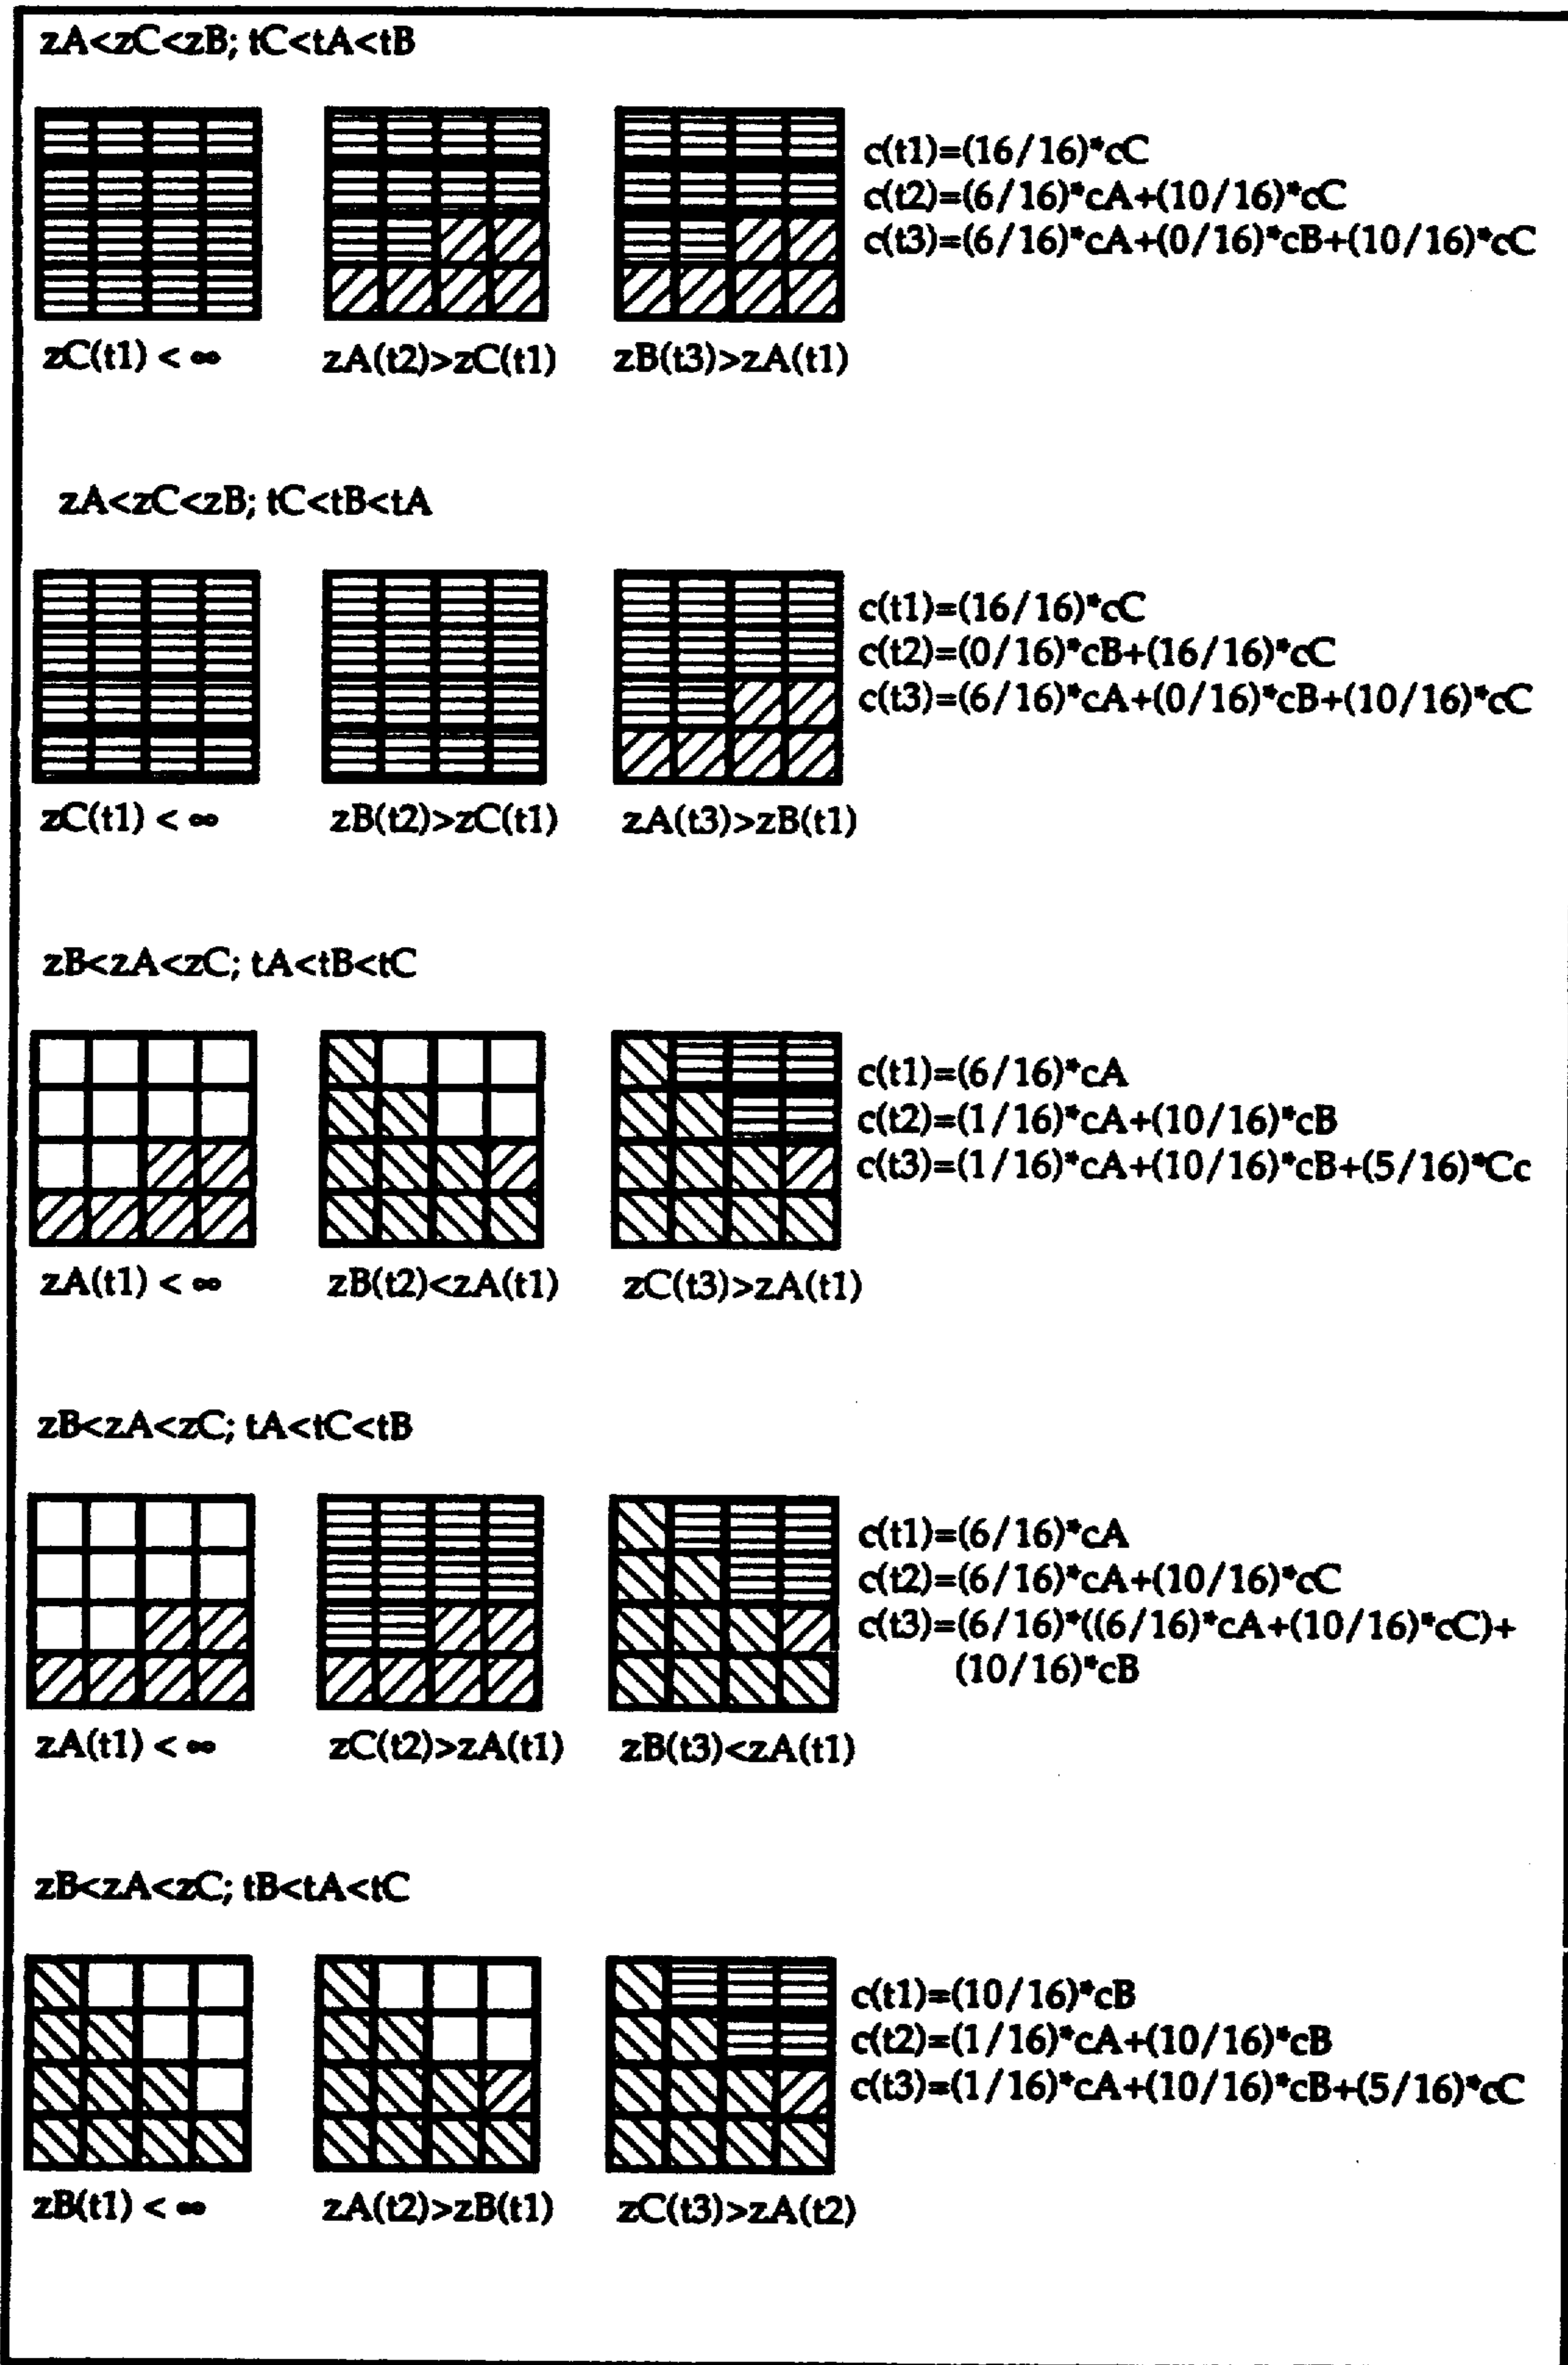 zA<zC<zB; tC<tA<tB
c(t1)=(16/16)*cC
c(t2)=(6/16)*cA+(10/16)*cC
c(t3)=(6/16)*cA+(0/16)*cB+(10/16)*cC
zC(t1) < ∞ zA(t2)>zC(t1) zB(t3)>zA(t1)
zA<zC<zB; tC<tB<tA
c(t1)=(16/16)*cC
c(t2)=(0/16)*cB+(16/16)*cC
c(t3)=(6/16)*cA+(0/16)*cB+(10/16)*cC
zC(t1) < ∞ zB(t2)>zC(t1) zA(t3)>zB(t1)
zB<zA<zC; tA<tB<tC
c(t1)=(6/16)*cA
c(t2)=(1/16)*cA+(10/16)*cB
c(t3)=(1/16)*cA+(10/16)*cB+(5/16)*Cc
zA(t1) < ∞ zB(t2)<zA(t1) zC(t3)>zA(t1)
zB<zA<zC; tA<tC<tB
c(t1)=(6/16)*cA
c(t2)=(6/16)*cA+(10/16)*cC
c(t3)=(6/16)*((6/16)*cA+(10/16)*cC)+
(10/16)*cB
zA(t1) < ∞ zC(t2)>zA(t1) zB(t3)<zA(t1)
zB<zA<zC; tB<tA<tC
c(t1)=(10/16)*cB
c(t2)=(1/16)*cA+(10/16)*cB
c(t3)=(1/16)*cA+(10/16)*cB+(5/16)*cC
zB(t1) < ∞ zA(t2)>zB(t1) zC(t3)>zA(t2)